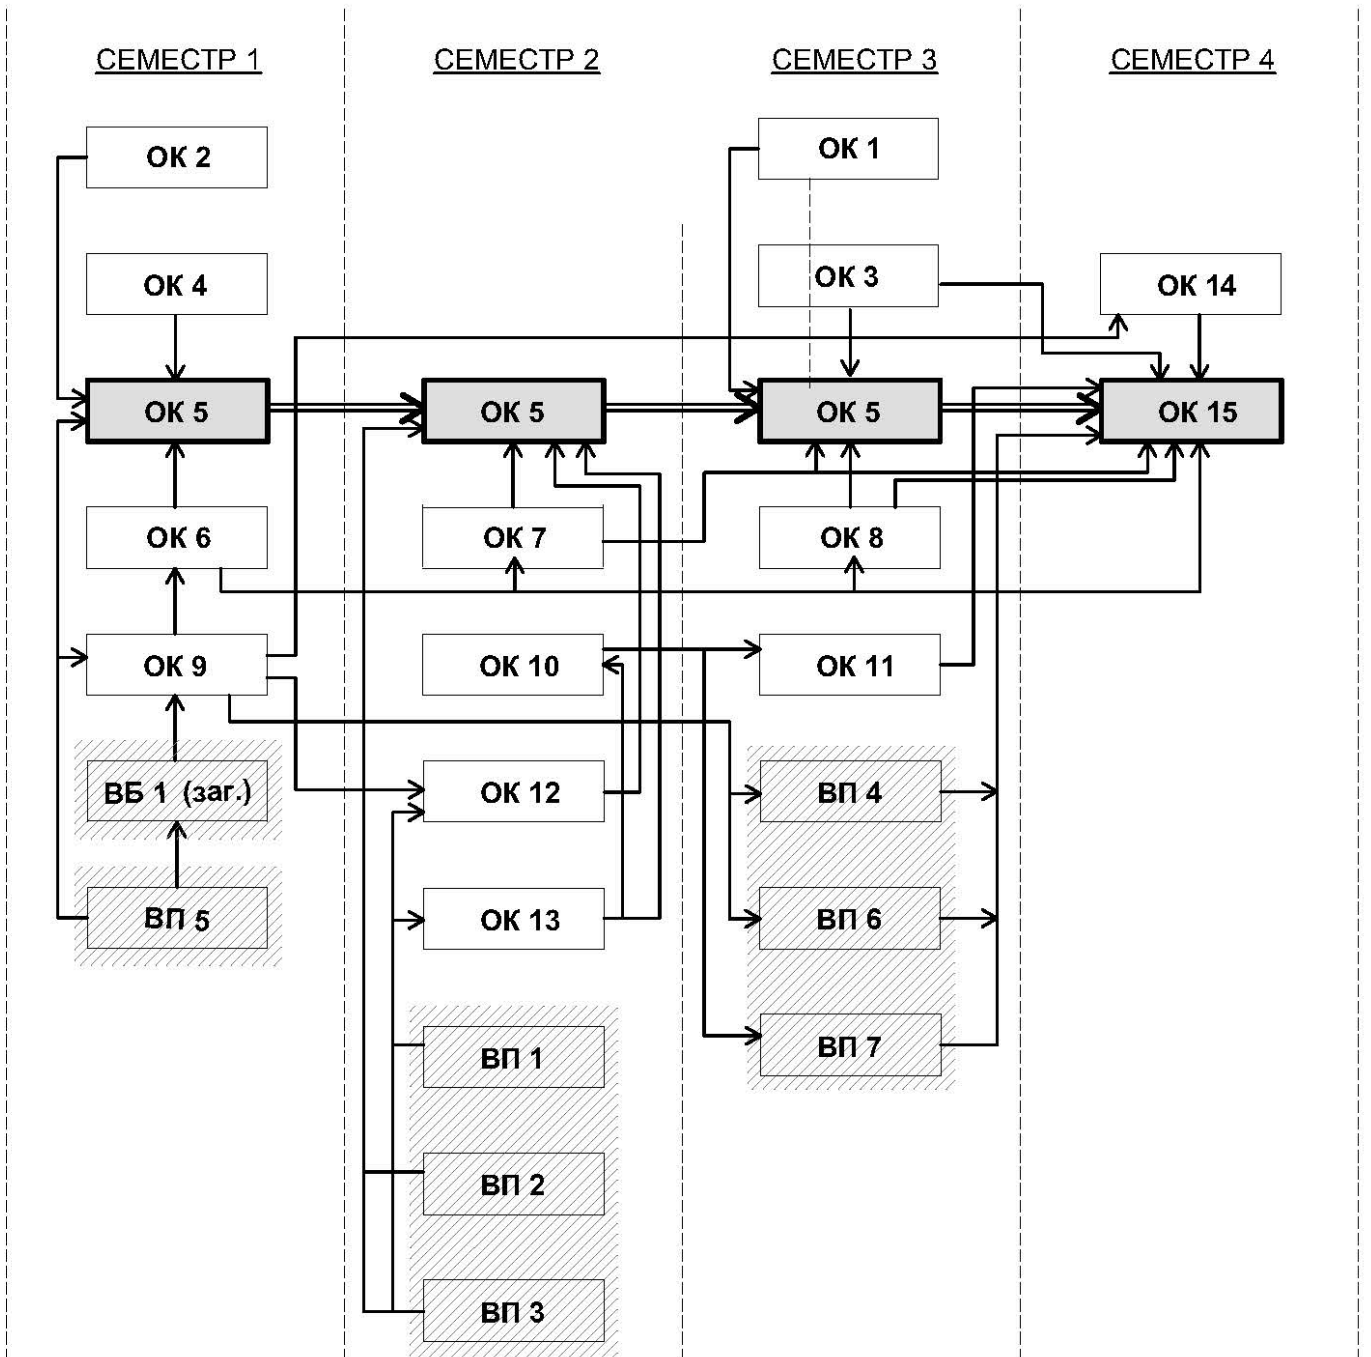 СЕМЕСТР 1
СЕМЕСТР 2
СЕМЕСТР 3
СЕМЕСТР 4
ОК 2
ОК 1
ОК 4
ОК 3
ОК 14
ОК 5
ОК 5
ОК 5
ОК 15
ОК 6
ОК 7
ОК 8
ОК 9
ОК 10
ОК 11
ВБ 1 (заг.)
ОК 12
ВП 4
ВП 5
ОК 13
ВП 6
ВП 1
ВП 7
ВП 2
ВП 3